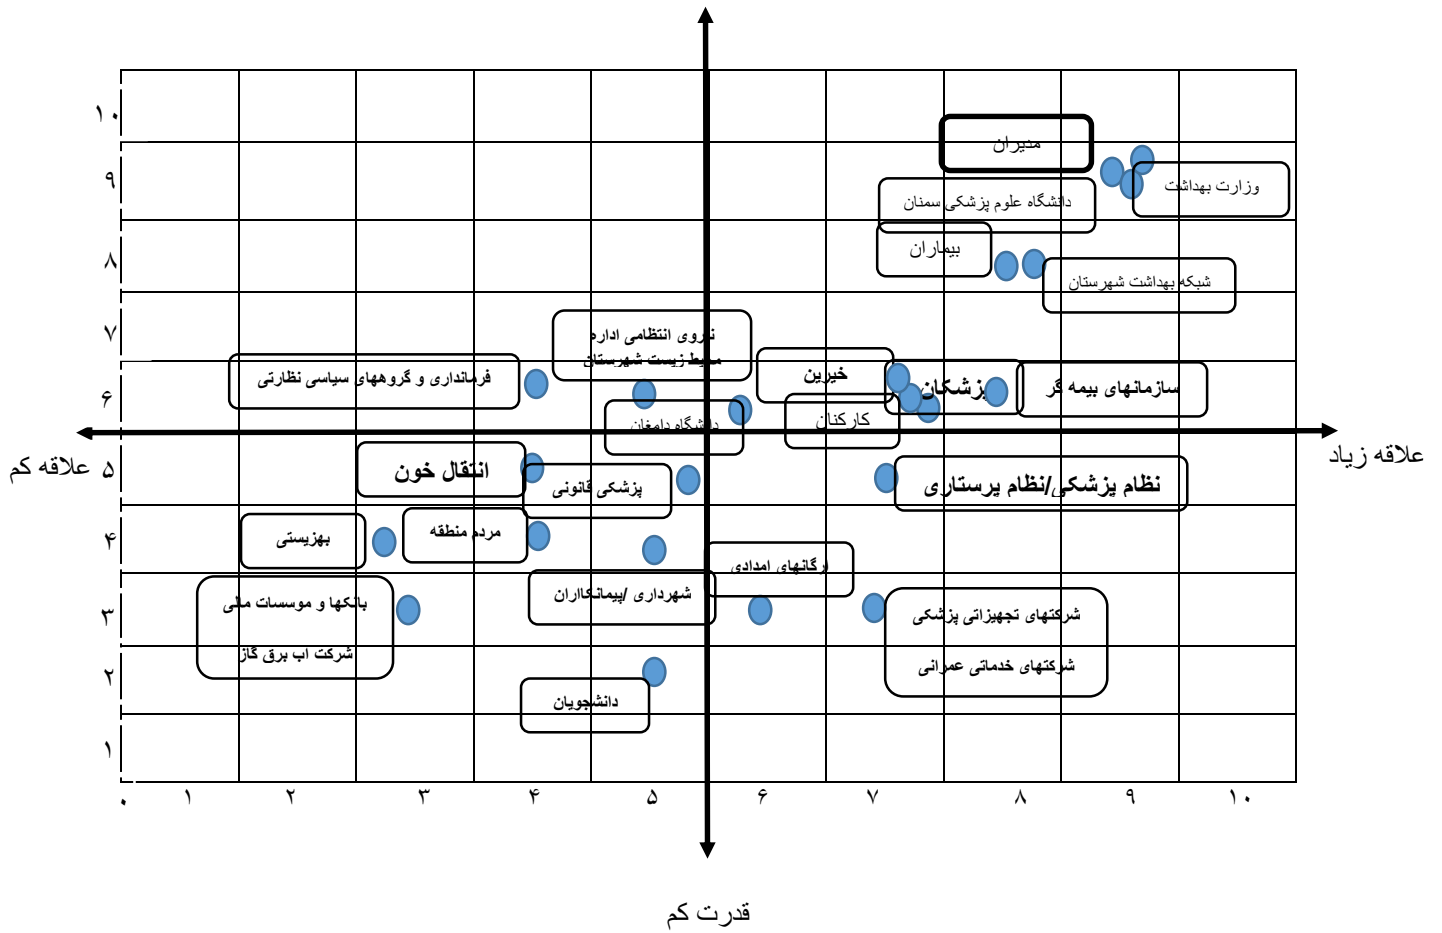 ۱۰
مدیران
۹
وزارت بهداشت
دانشگاه علوم پزشکی سمنان
۸
بیماران
شبکه بهداشت شهرستان
۷
نیروی انتظامی اداره
محیط زیست شهرستان
۶
فرمانداری و گروههای سیاسی نظارتی
خیرین
پزشکان
سازمانهای بیمه گر
دانشگاه دامغان
کارکنان
علاقه زیاد
علاقه کم
۵
انتقال خون
پزشکی قانونی
نظام پزشکی/نظام پرستاری
۴
بهزیستی
مردم منطقه
ارگانهای امدادی
۳
بانکها و موسسات مالی
شرکت اب برق گاز
شهرداری /پیمانکااران
شرکتهای تجهیزاتی پزشکی
شرکتهای خدماتی عمرانی
۲
دانشجویان
۱
۰ ۱ ۲ ۳ ۴ ۵ ۶ ۷ ۸ ۹ ۱۰
قدرت کم